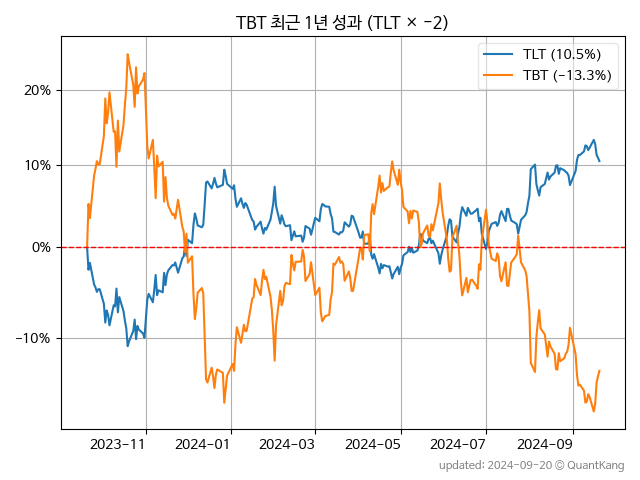 TBT 최근 1년 성과 (TLT × −2)
TLT (10.5%)
TBT (−13.3%)
20%
10%
0%
−10%
2023−11 2024−01 2024−03 2024−05 2024−07 2024−09
updated: 2024−09−20 © QuantKang